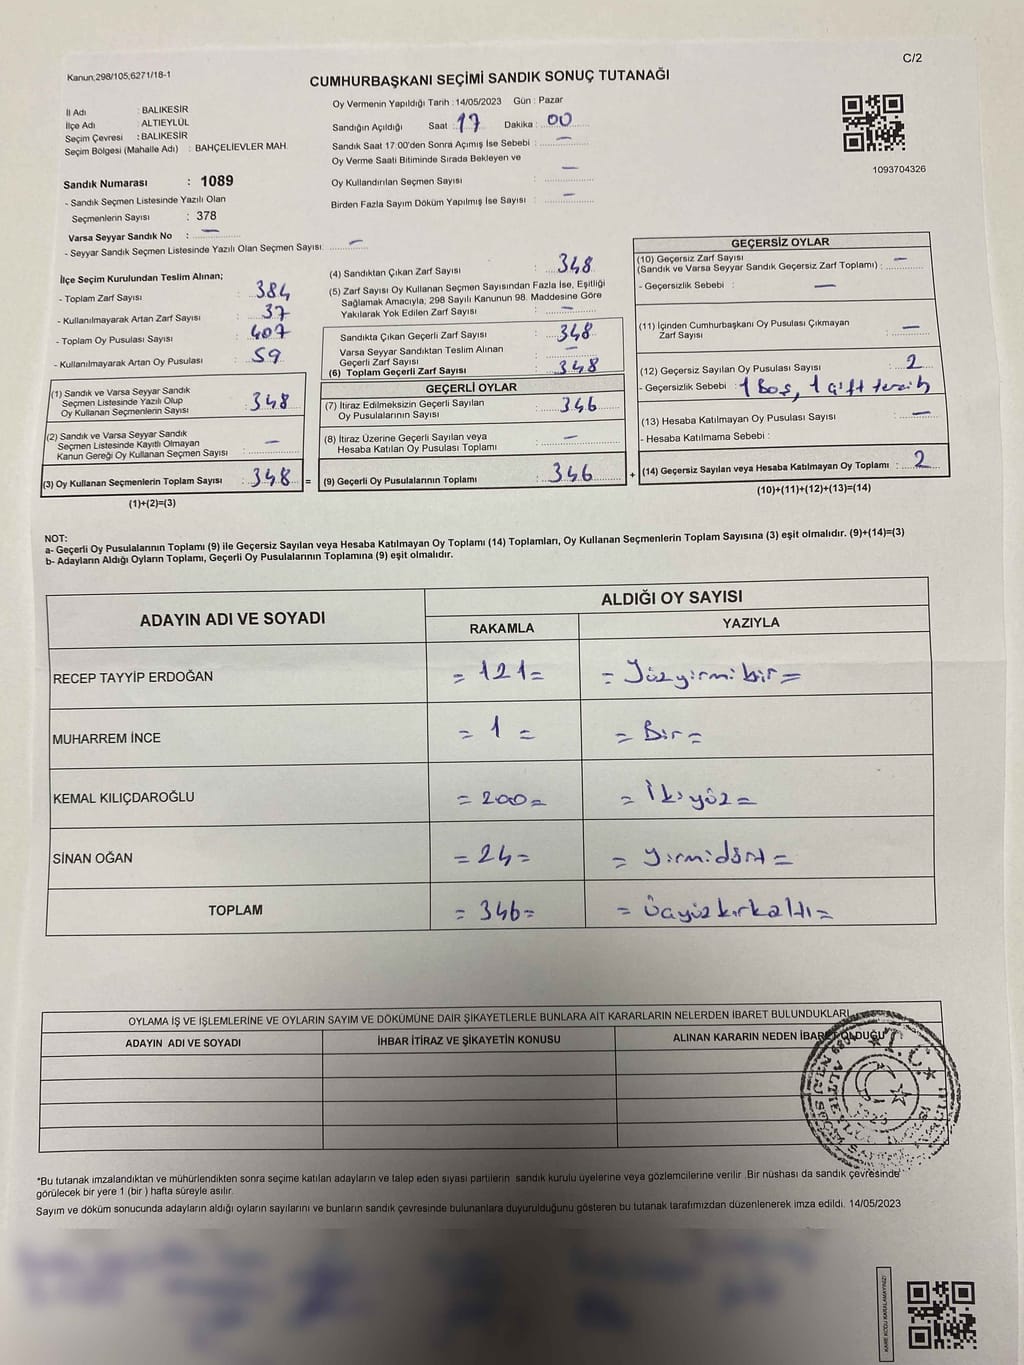 C/2
Kanun;298/105,6271/18-1
CUMHURBAŞKANI SEÇİMİ SANDIK SONUÇ TUTANAĞI
İl Adı : BALIKESİR
İlçe Adı : ALTIEYLÜL
Seçim Çevresi : BALIKESİR
Seçim Bölgesi (Mahalle Adı) : BAHÇELİEVLER MAH.
Sandık Numarası : 1089
- Sandık Seçmen Listesinde Yazılı Olan
Seçmenlerin Sayısı : 378
Varsa Seyyar Sandık No : —
- Seyyar Sandık Seçmen Listesinde Yazılı Olan Seçmen Sayısı: —
Oy Vermenin Yapıldığı Tarih : 14/05/2023 Gün : Pazar
Sandığın Açıldığı Saat : 17 Dakika : 00
Sandık Saat 17:00'den Sonra Açımış İse Sebebi : —
Oy Verme Saati Bitiminde Sırada Bekleyen ve
Oy Kullandırılan Seçmen Sayısı : —
Birden Fazla Sayım Döküm Yapılmış İse Sayısı : —
1093704326
İlçe Seçim Kurulundan Teslim Alınan;
- Toplam Zarf Sayısı : 384
- Kullanılmayarak Artan Zarf Sayısı : 37
- Toplam Oy Pusulası Sayısı : 407
- Kullanılmayarak Artan Oy Pusulası : 59
(1) Sandık ve Varsa Seyyar Sandık
Seçmen Listesinde Yazılı Olup
Oy Kullanan Seçmenlerin Sayısı : 348
(2) Sandık ve Varsa Seyyar Sandık
Seçmen Listesinde Kayıtlı Olmayan
Kanun Gereği Oy Kullanan Seçmen Sayısı : —
(3) Oy Kullanan Seçmenlerin Toplam Sayısı : 348 =
(1)+(2)=(3)
(4) Sandıktan Çıkan Zarf Sayısı : 348
(5) Zarf Sayısı Oy Kullanan Seçmen Sayısından Fazla İse, Eşitliği
Sağlamak Amacıyla; 298 Sayılı Kanunun 98. Maddesine Göre
Yakılarak Yok Edilen Zarf Sayısı : —
Sandıkta Çıkan Geçerli Zarf Sayısı : 348
Varsa Seyyar Sandıktan Teslim Alınan
Geçerli Zarf Sayısı : —
(6) Toplam Geçerli Zarf Sayısı : 348
GEÇERLİ OYLAR
(7) İtiraz Edilmeksizin Geçerli Sayılan
Oy Pusulalarının Sayısı : 346
(8) İtiraz Üzerine Geçerli Sayılan veya
Hesaba Katılan Oy Pusulası Toplamı : —
(9) Geçerli Oy Pusulalarının Toplamı : 346 +
GEÇERSİZ OYLAR
(10) Geçersiz Zarf Sayısı
(Sandık ve Varsa Seyyar Sandık Geçersiz Zarf Toplamı) : —
- Geçersizlik Sebebi : —
(11) İçinden Cumhurbaşkanı Oy Pusulası Çıkmayan
Zarf Sayısı : —
(12) Geçersiz Sayılan Oy Pusulası Sayısı : 2
- Geçersizlik Sebebi : 1 Boş, 1 çift tercih
(13) Hesaba Katılmayan Oy Pusulası Sayısı : —
- Hesaba Katılmama Sebebi :
(14) Geçersiz Sayılan veya Hesaba Katılmayan Oy Toplamı : 2
(10)+(11)+(12)+(13)=(14)
NOT:
a- Geçerli Oy Pusulalarının Toplamı (9) ile Geçersiz Sayılan veya Hesaba Katılmayan Oy Toplamı (14) Toplamları, Oy Kullanan Seçmenlerin Toplam Sayısına (3) eşit olmalıdır. (9)+(14)=(3)
b- Adayların Aldığı Oyların Toplamı, Geçerli Oy Pusulalarının Toplamına (9) eşit olmalıdır.
ADAYIN ADI VE SOYADI ALDIĞI OY SAYISI
RAKAMLA YAZIYLA
RECEP TAYYİP ERDOĞAN = 121 = = Yüzyirmibir =
MUHARREM İNCE = 1 = = Bir =
KEMAL KILIÇDAROĞLU = 200 = = İkiyüz =
SİNAN OĞAN = 24 = = Yirmidört =
TOPLAM = 346 = = Üçyüzkırkaltı =
OYLAMA İŞ VE İŞLEMLERİNE VE OYLARIN SAYIM VE DÖKÜMÜNE DAİR ŞİKAYETLERLE BUNLARA AİT KARARLARIN NELERDEN İBARET BULUNDUKLARI
ADAYIN ADI VE SOYADI İHBAR İTİRAZ VE ŞİKAYETİN KONUSU ALINAN KARARIN NEDEN İBARET OLDUĞU
T.C.
*Bu tutanak imzalandıktan ve mühürlendikten sonra seçime katılan adayların ve talep eden siyasi partilerin sandık kurulu üyelerine veya gözlemcilerine verilir. Bir nüshası da sandık çevresinde
görülecek bir yere 1 (bir ) hafta süreyle asılır.
Sayım ve döküm sonucunda adayların aldığı oyların sayılarını ve bunların sandık çevresinde bulunanlara duyurulduğunu gösteren bu tutanak tarafımızdan düzenlenerek imza edildi. 14/05/2023
KARE KODU KARALAMAYINIZ!